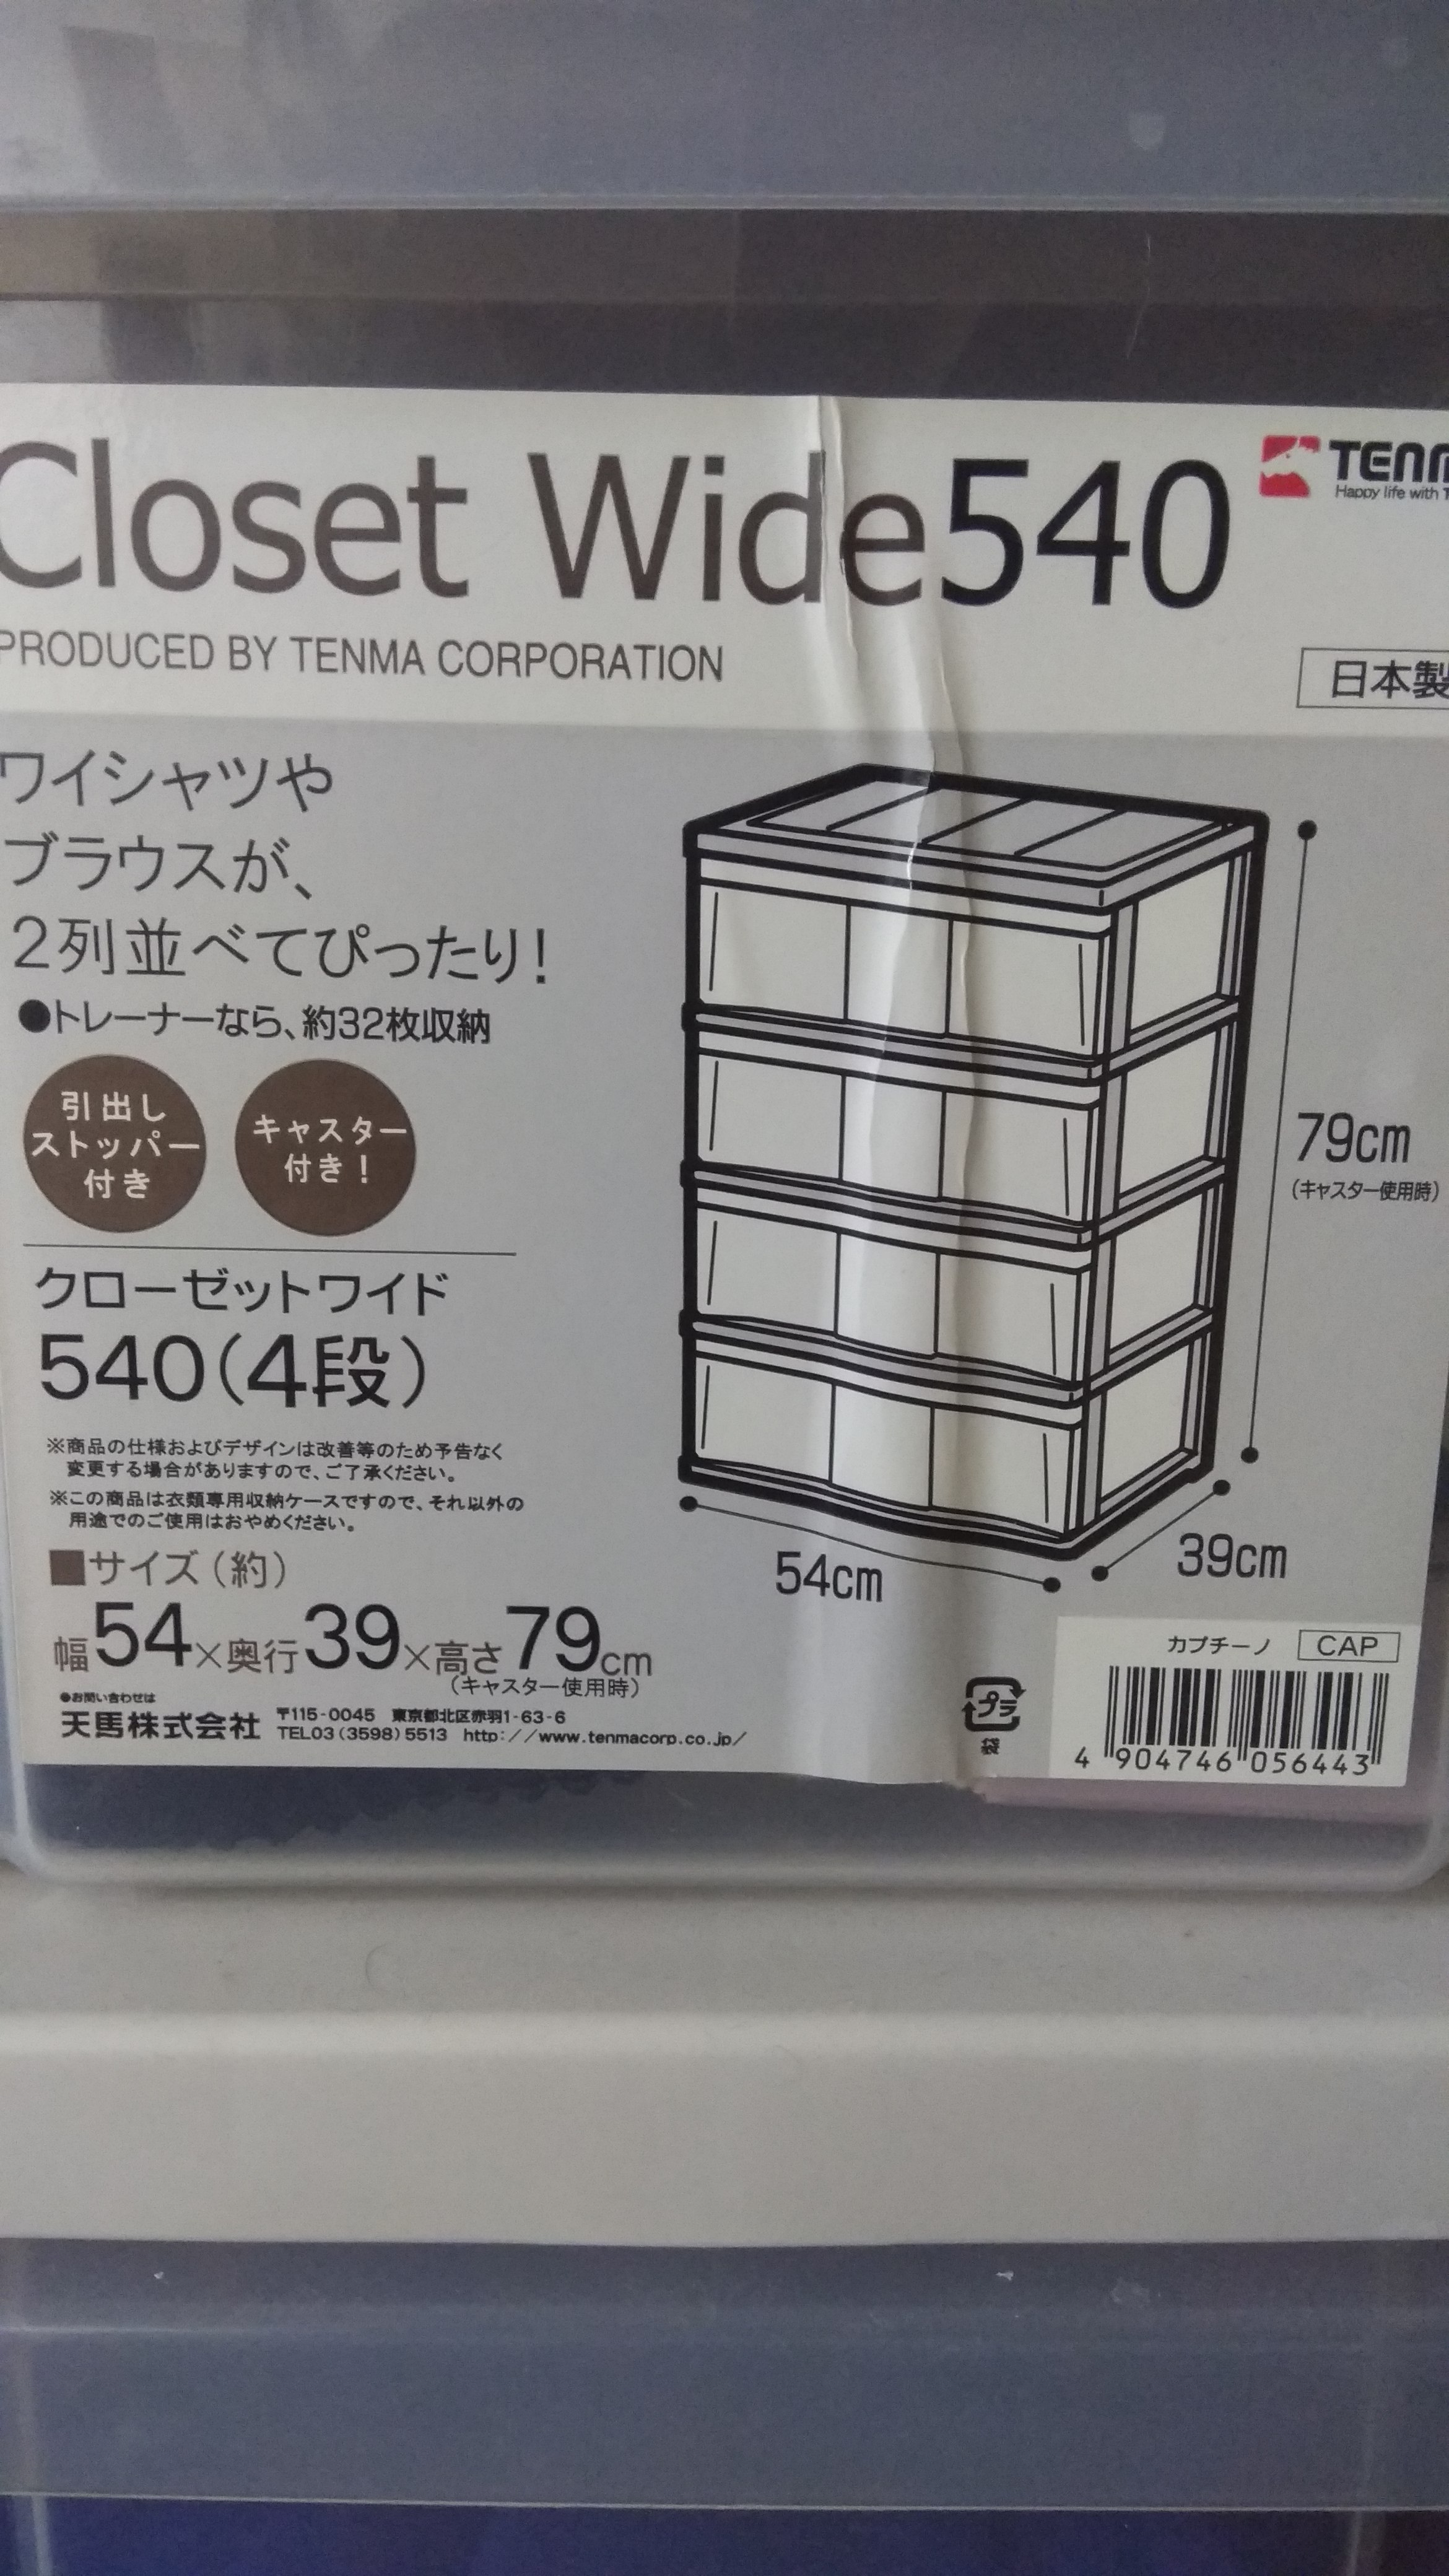 Closet Wide540
TENM
Happy life with T
PRODUCED BY TENMA CORPORATION
日本製
ワイシャツや
ブラウスが、
2列並べてぴったり!
●トレーナーなら、約32枚収納
引出し
ストッパー
付き
キャスター
付き!
クローゼットワイド
540(4段)
※商品の仕様およびデザインは改善等のため予告なく
変更する場合がありますので、ご了承ください。
※この商品は衣類専用収納ケースですので、それ以外の
用途でのご使用はおやめください。
■サイズ(約)
幅54×奥行39×高さ79cm
(キャスター使用時)
●お問い合わせは
天馬株式会社
〒115-0045 東京都北区赤羽1-63-6
TEL03(3598)5513 http://www.tenmacorp.co.jp/
79cm
(キャスター使用時)
54cm
39cm
プラ
袋
カプチーノ CAP
4 904746 056443